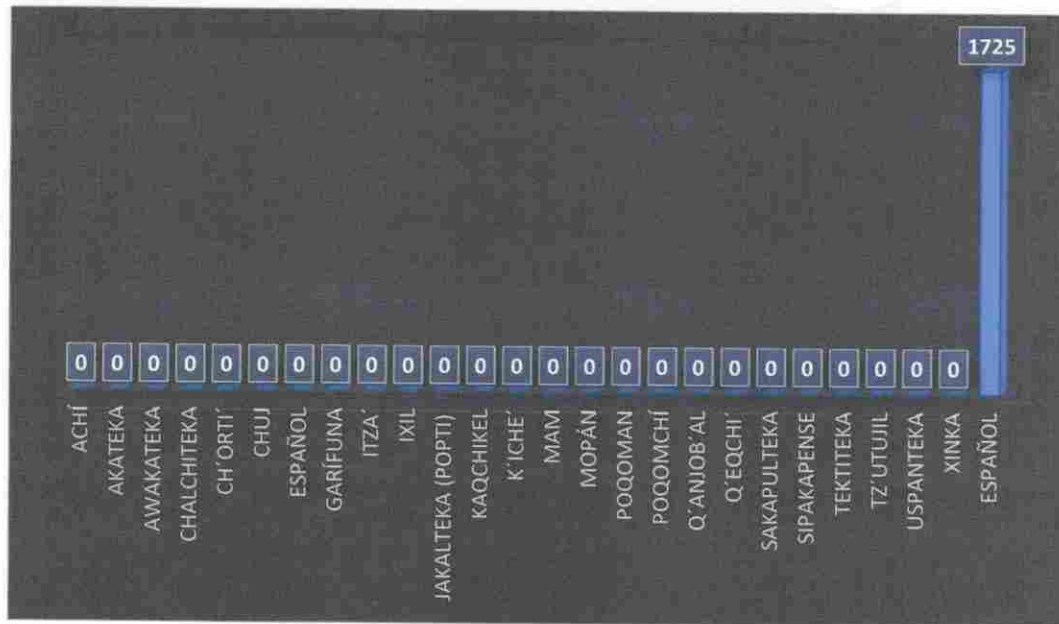 1725
0 0 0 0 0 0 0 0 0 0 0 0 0 0 0 0 0 0 0 0 0 0 0 0 0
ACHÍ
AKATEKA
AWAKATEKA
CHALCHITEKA
CH´ORTI´
CHUJ
ESPAÑOL
GARÍFUNA
ITZA´
IXIL
JAKALTEKA (POPTI)
KAQCHIKEL
K´ICHE´
MAM
MOPÁN
POQOMAN
POQOMCHÍ
Q´ANJOB´AL
Q´EQCHI´
SAKAPULTEKA
SIPAKAPENSE
TEKTITEKA
TZ´UTUJIL
USPANTEKA
XINKA
ESPAÑOL